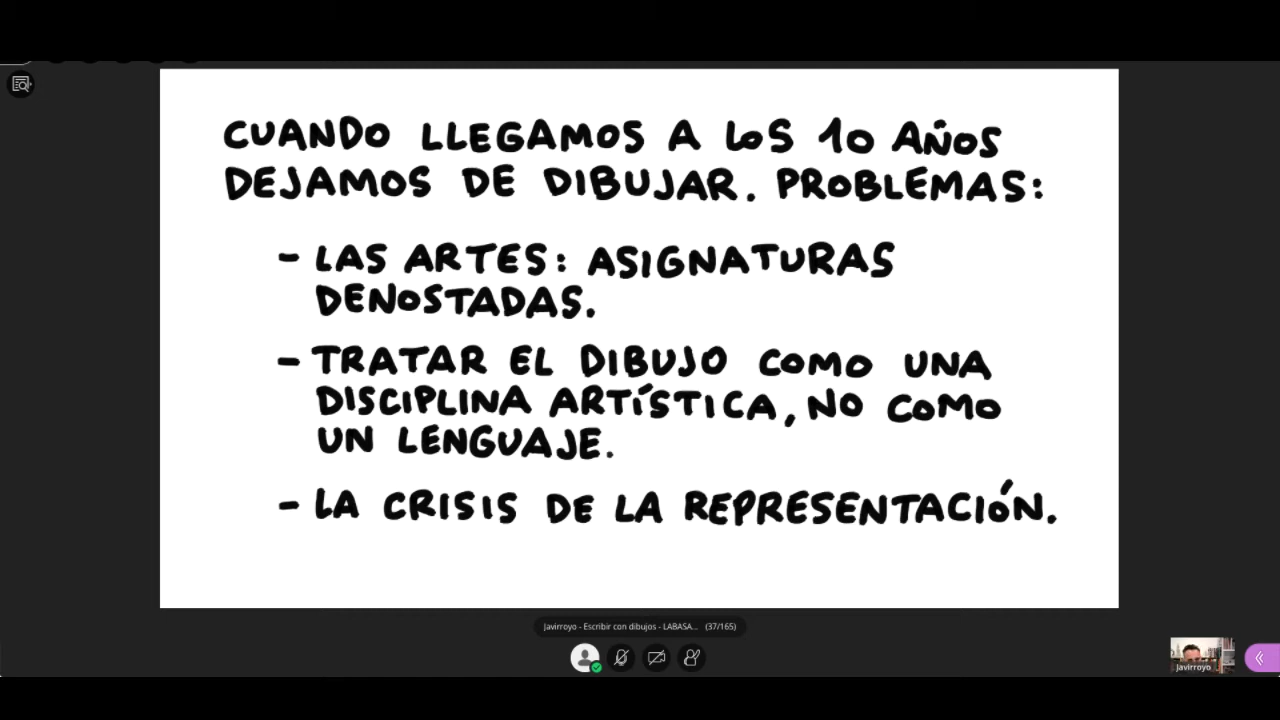 CUANDO LLEGAMOS A LOS 10 AÑOS
DEJAMOS DE DIBUJAR. PROBLEMAS:
- LAS ARTES: ASIGNATURAS
DENOSTADAS.
- TRATAR EL DIBUJO COMO UNA
DISCIPLINA ARTÍSTICA, NO COMO
UN LENGUAJE.
- LA CRISIS DE LA REPRESENTACIÓN.
Javirroyo - Escribir con dibujos - LABASA... (37/165)
Javirroyo